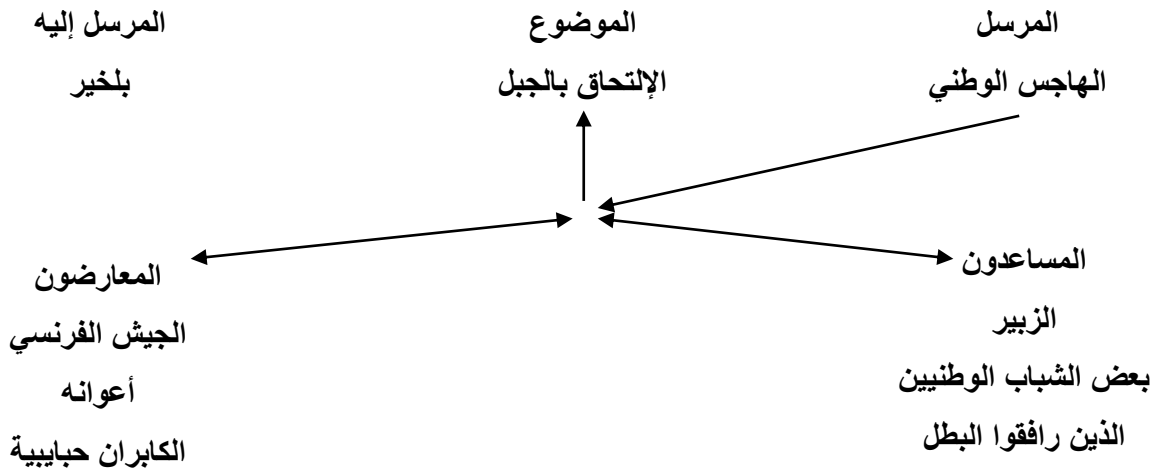 المرسل
الهاجس الوطني
الموضوع
الإلتحاق بالجبل
المرسل إليه
بلخير
المساعدون
الزبير
بعض الشباب الوطنيين
الذين رافقوا البطل
المعارضون
الجيش الفرنسي
أعوانه
الكابران حبايبية